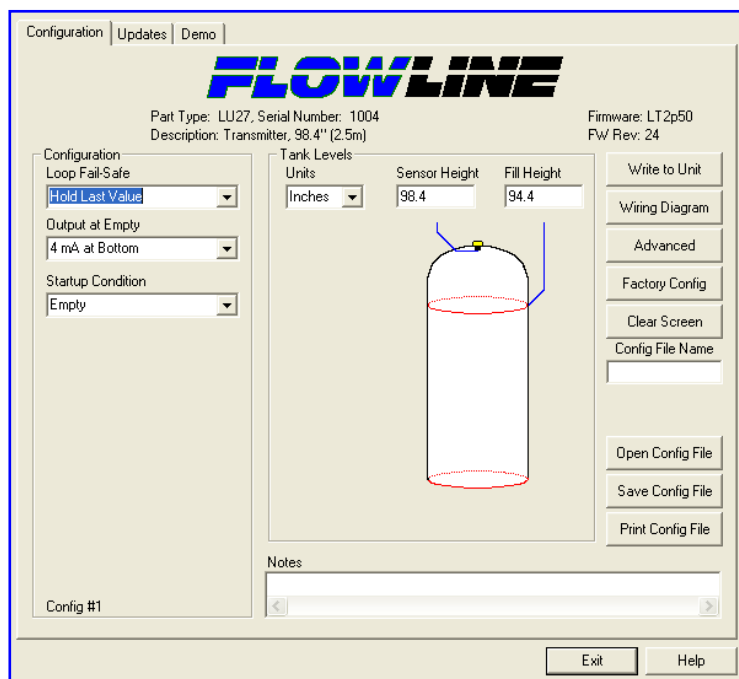 Configuration Updates Demo
FLOWLINE
Part Type: LU27, Serial Number: 1004 Firmware: LT2p50
Description: Transmitter, 98.4" (2.5m) FW Rev: 24
Configuration
Loop Fail-Safe
Hold Last Value
Output at Empty
4 mA at Bottom
Startup Condition
Empty
Config #1
Tank Levels
Units Sensor Height Fill Height
Inches 98.4 94.4
Write to Unit
Wiring Diagram
Advanced
Factory Config
Clear Screen
Config File Name
Open Config File
Save Config File
Print Config File
Notes
Exit Help